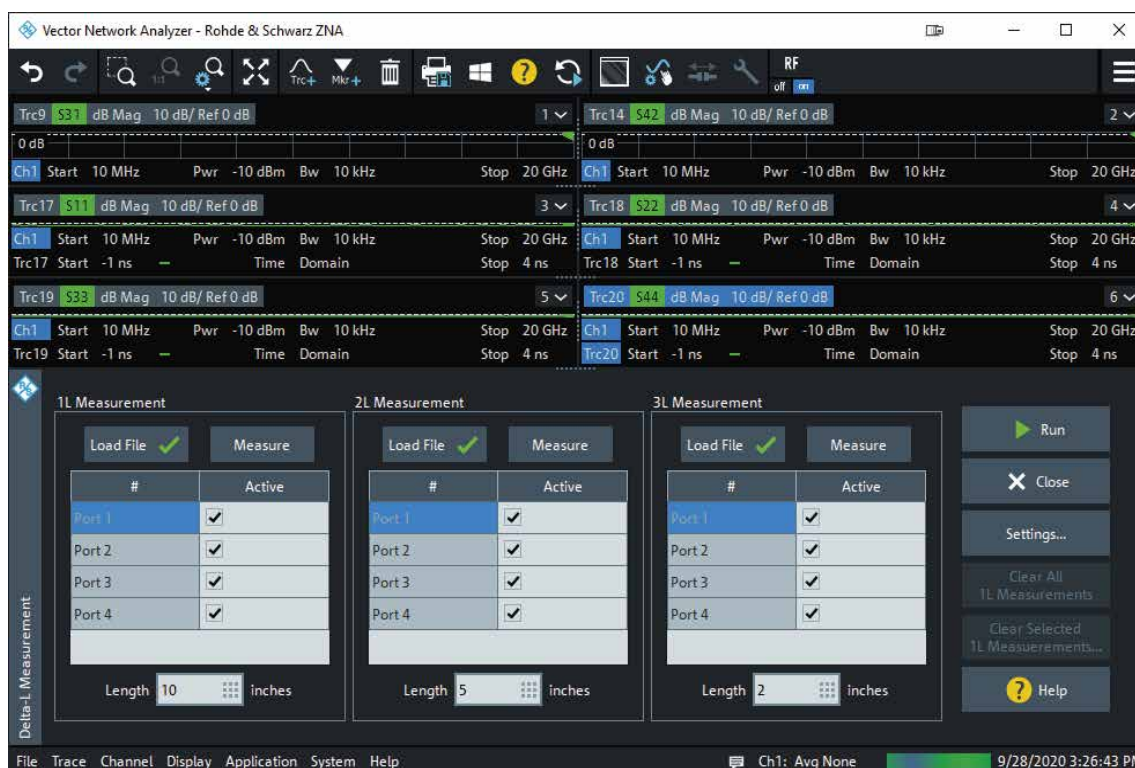 Vector Network Analyzer - Rohde & Schwarz ZNA
1:1
Trc+
Mkr+
?
RF
off on
Trc9 S31 dB Mag 10 dB/ Ref 0 dB 1
0 dB
Ch1 Start 10 MHz Pwr -10 dBm Bw 10 kHz Stop 20 GHz
Trc14 S42 dB Mag 10 dB/ Ref 0 dB 2
0 dB
Ch1 Start 10 MHz Pwr -10 dBm Bw 10 kHz Stop 20 GHz
Trc17 S11 dB Mag 10 dB/ Ref 0 dB 3
Ch1 Start 10 MHz Pwr -10 dBm Bw 10 kHz Stop 20 GHz
Trc17 Start -1 ns — Time Domain Stop 4 ns
Trc18 S22 dB Mag 10 dB/ Ref 0 dB 4
Ch1 Start 10 MHz Pwr -10 dBm Bw 10 kHz Stop 20 GHz
Trc18 Start -1 ns — Time Domain Stop 4 ns
Trc19 S33 dB Mag 10 dB/ Ref 0 dB 5
Ch1 Start 10 MHz Pwr -10 dBm Bw 10 kHz Stop 20 GHz
Trc19 Start -1 ns — Time Domain Stop 4 ns
Trc20 S44 dB Mag 10 dB/ Ref 0 dB 6
Ch1 Start 10 MHz Pwr -10 dBm Bw 10 kHz Stop 20 GHz
Trc20 Start -1 ns — Time Domain Stop 4 ns
Delta-L Measurement
1L Measurement
Load File Measure
# Active
Port 1
Port 2
Port 3
Port 4
Length 10 inches
2L Measurement
Load File Measure
# Active
Port 1
Port 2
Port 3
Port 4
Length 5 inches
3L Measurement
Load File Measure
# Active
Port 1
Port 2
Port 3
Port 4
Length 2 inches
Run
Close
Settings...
Clear All
1L Measurements
Clear Selected
1L Measuerements...
? Help
File Trace Channel Display Application System Help
Ch1: Avg None
9/28/2020 3:26:43 PM